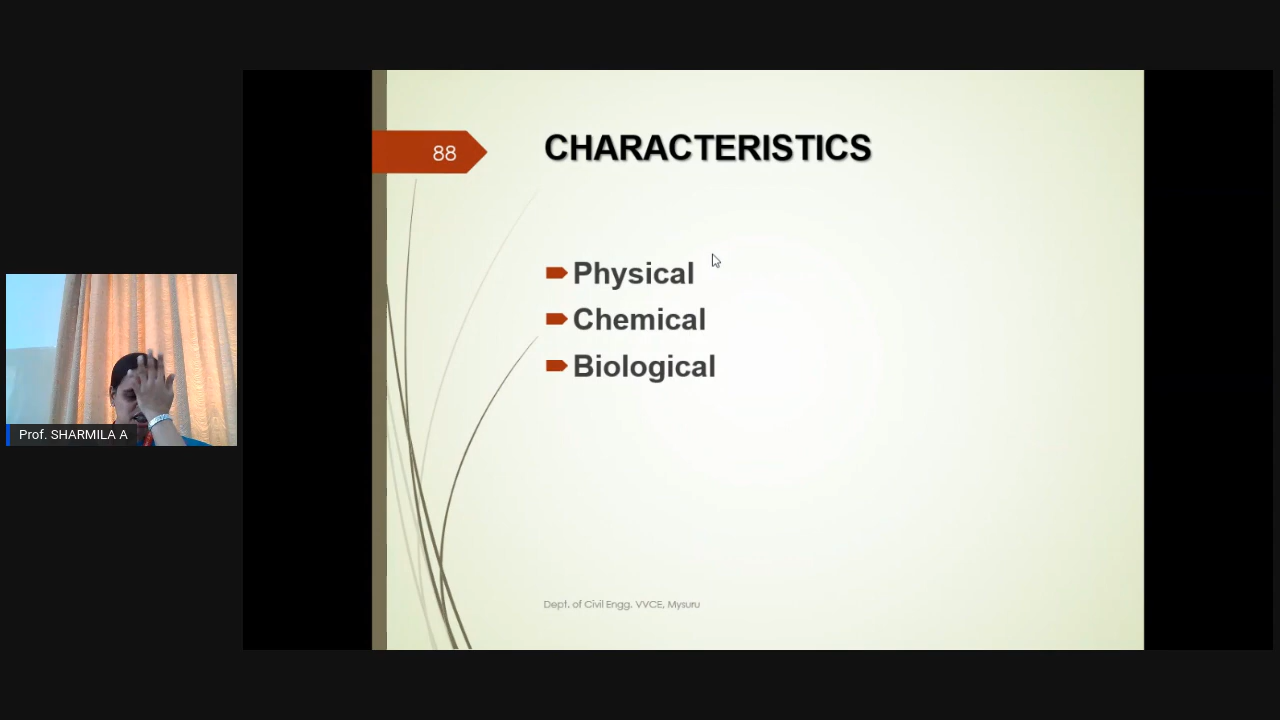 88
CHARACTERISTICS
Physical
Chemical
Biological
Prof. SHARMILA A
Dept. of Civil Engg. VVCE, Mysuru